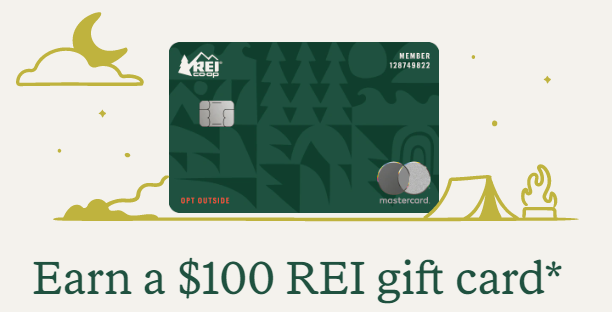 REI
co-op
MEMBER
128749822
OPT OUTSIDE
mastercard.
Earn a $100 REI gift card*